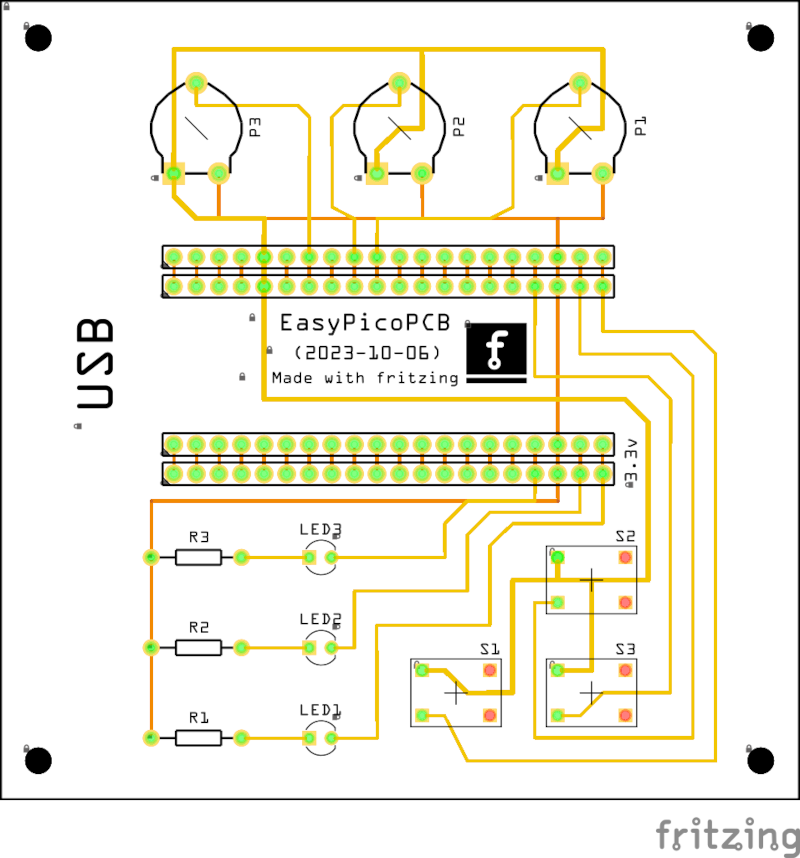 P3
P2
P1
USB
EasyPicoPCB
(2023-10-06)
f
Made with fritzing
3.3v
R3
LED3
S2
R2
LED2
S1
S3
R1
LED1
fritzing